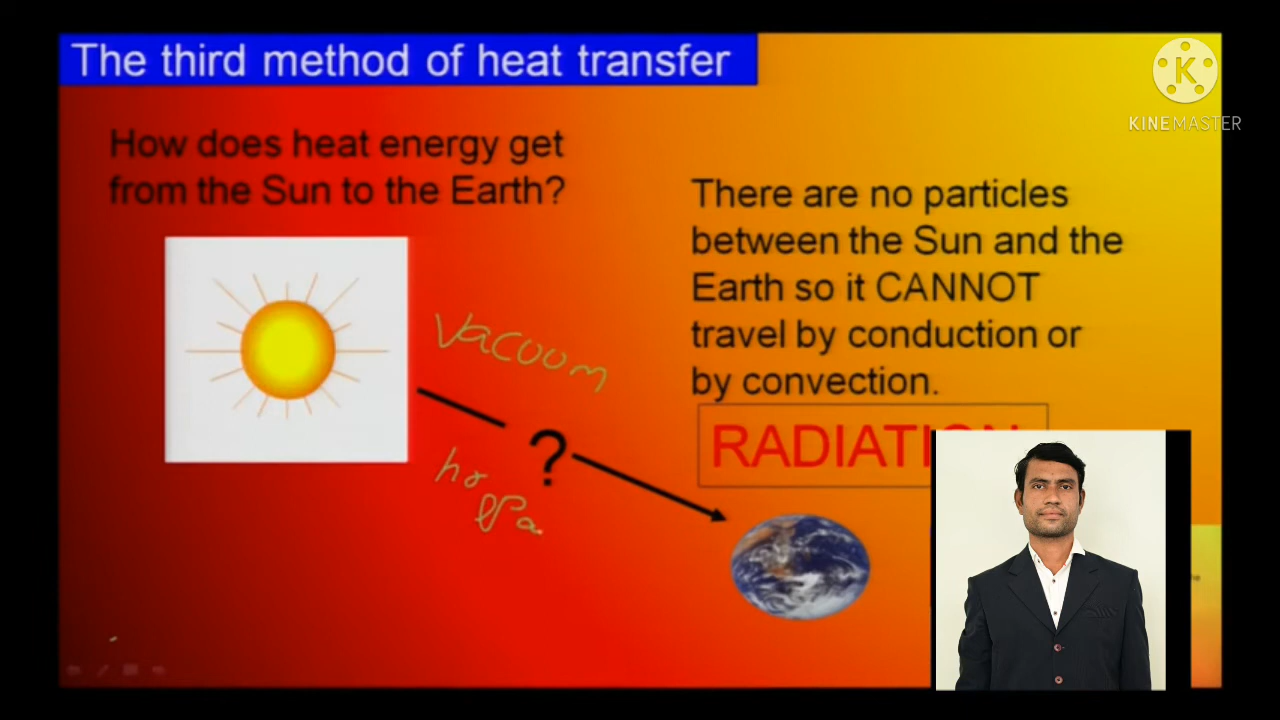 The third method of heat transfer
KINEMASTER
How does heat energy get
from the Sun to the Earth?
There are no particles
between the Sun and the
Earth so it CANNOT
travel by conduction or
by convection.
vacoom
?